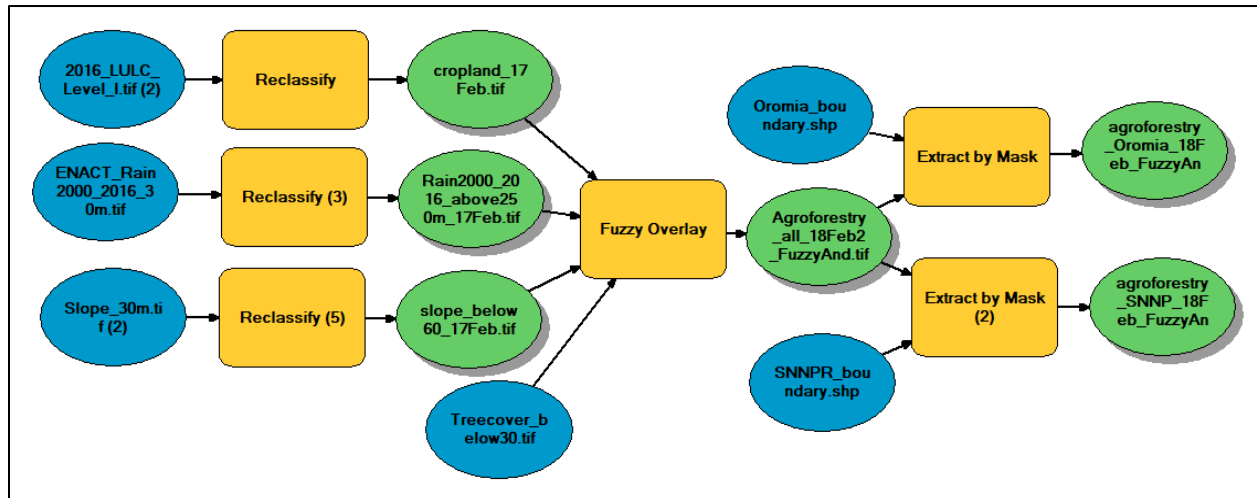 2016_LULC_
Level_I.tif (2)
Reclassify
cropland_17
Feb.tif
ENACT_Rain
2000_2016_3
0m.tif
Reclassify (3)
Rain2000_20
16_above25
0m_17Feb.tif
Slope_30m.ti
f (2)
Reclassify (5)
slope_below
60_17Feb.tif
Treecover_b
elow30.tif
Fuzzy Overlay
Agroforestry
_all_18Feb2
_FuzzyAnd.tif
Oromia_bou
ndary.shp
Extract by Mask
agroforestry
_Oromia_18F
eb_FuzzyAn
SNNPR_bou
ndary.shp
Extract by Mask
(2)
agroforestry
_SNNP_18F
eb_FuzzyAn